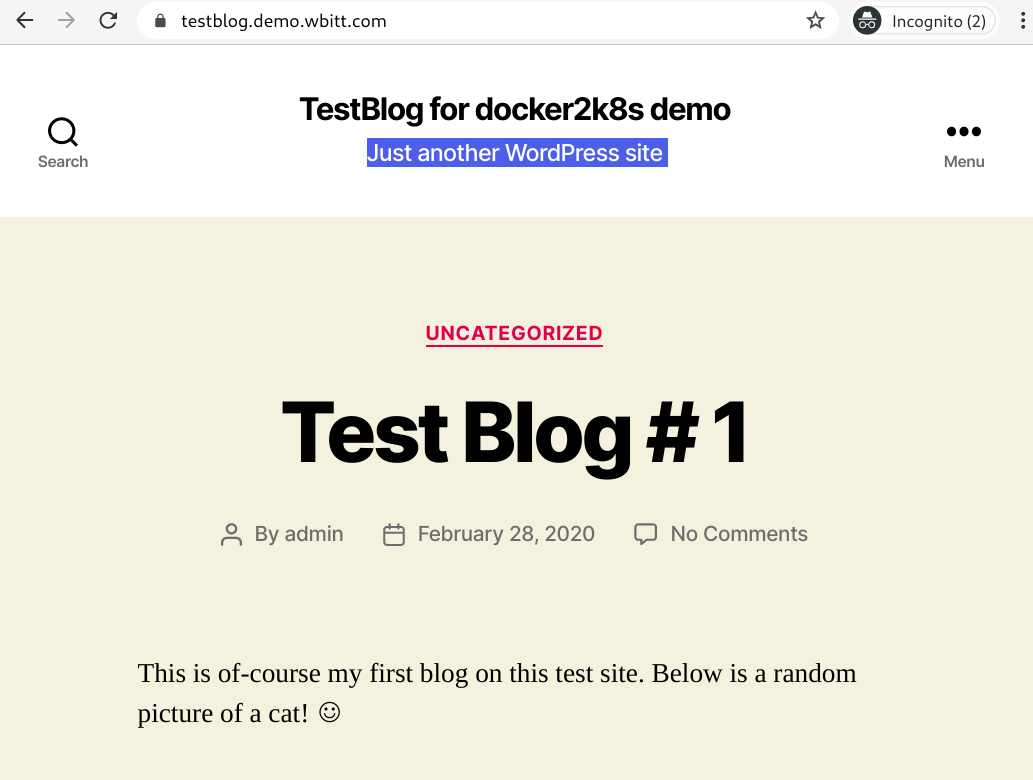 testblog.demo.wbitt.com
Incognito (2)
TestBlog for docker2k8s demo
Just another WordPress site
Search
Menu
UNCATEGORIZED
Test Blog # 1
By admin
February 28, 2020
No Comments
This is of-course my first blog on this test site. Below is a random
picture of a cat! ☺